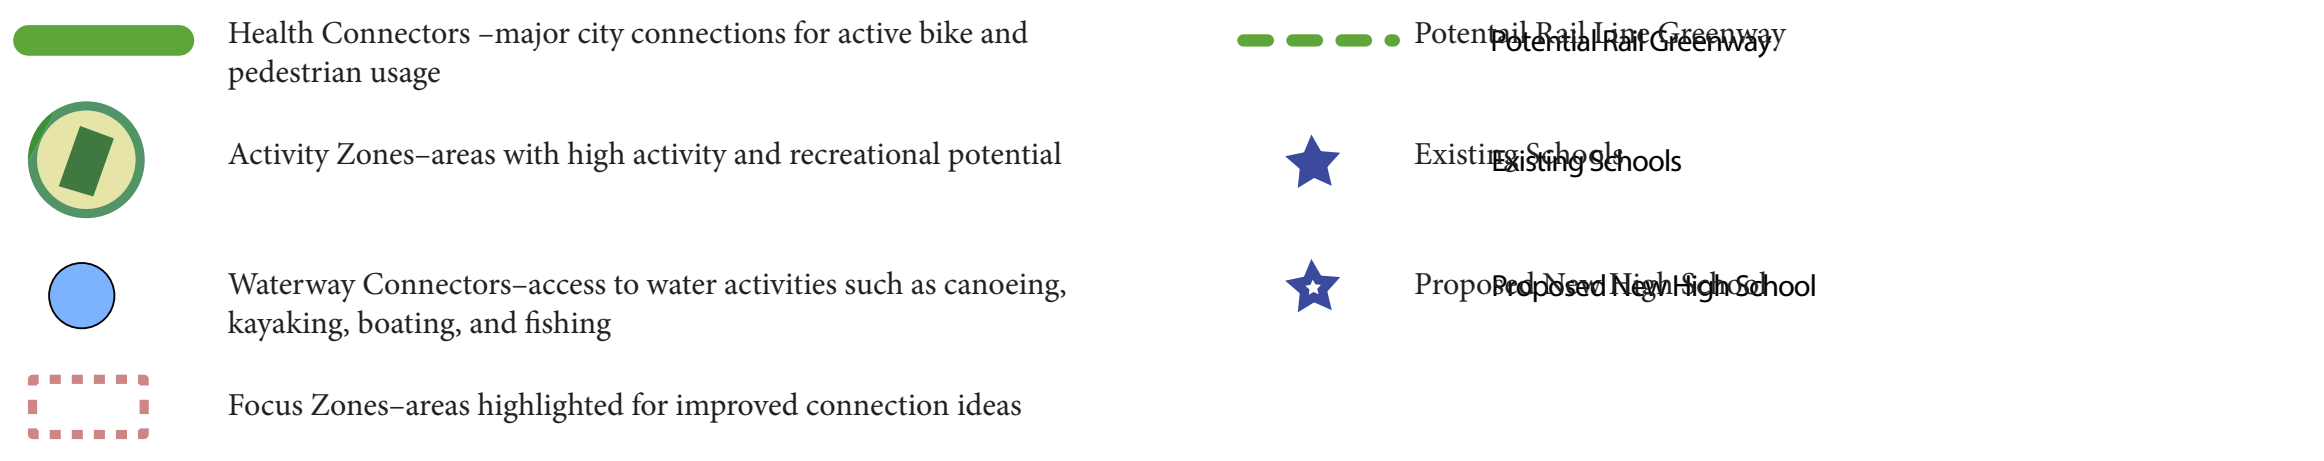 Health Connectors –major city connections for active bike and
pedestrian usage
Activity Zones–areas with high activity and recreational potential
Waterway Connectors–access to water activities such as canoeing,
kayaking, boating, and fishing
Focus Zones–areas highlighted for improved connection ideas
Potentail Rail Line Greenway
Potential Rail Greenway
Existing Schools
Existing Schools
Proposed New High School
Proposed New High School